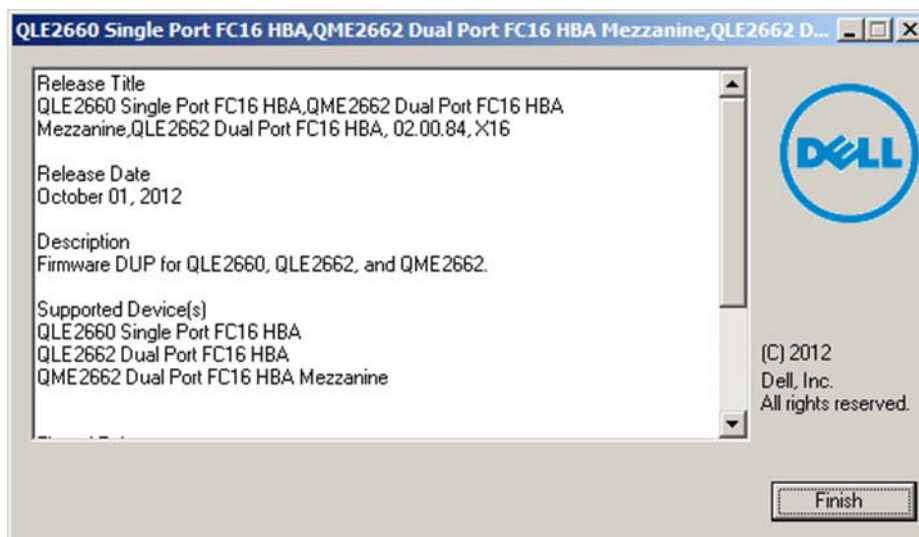 QLE2660 Single Port FC16 HBA,QME2662 Dual Port FC16 HBA Mezzanine,QLE2662 D...
Release Title
QLE2660 Single Port FC16 HBA,QME2662 Dual Port FC16 HBA
Mezzanine,QLE2662 Dual Port FC16 HBA, 02.00.84, X16
Release Date
October 01, 2012
Description
Firmware DUP for QLE2660, QLE2662, and QME2662.
Supported Device(s)
QLE2660 Single Port FC16 HBA
QLE2662 Dual Port FC16 HBA
QME2662 Dual Port FC16 HBA Mezzanine
DELL
(C) 2012
Dell, Inc.
All rights reserved.
Finish